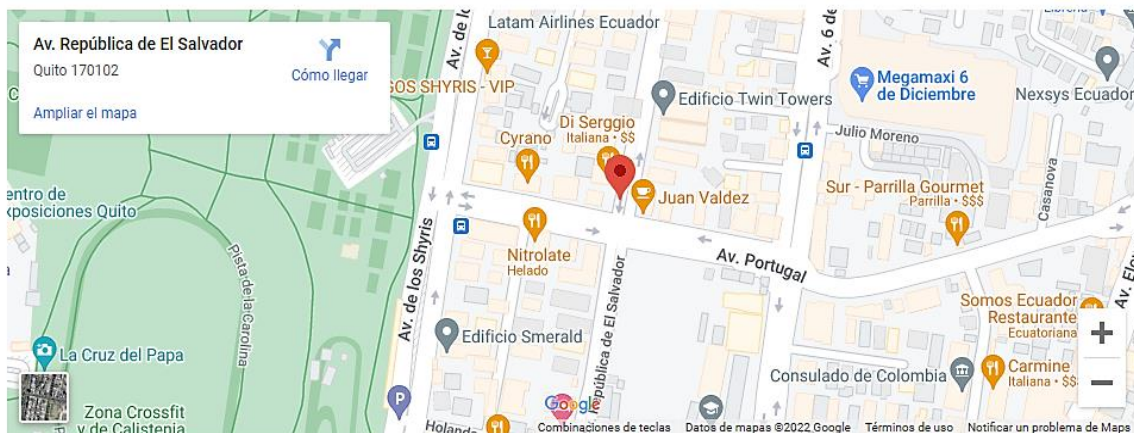 Av. República de El Salvador
Quito 170102
Cómo llegar
Ampliar el mapa
Av. de los
Latam Airlines Ecuador
SOS SHYRIS - VIP
Cyrano
Di Serggio
Italiana • $$
Edificio Twin Towers
Av. 6 de
Megamaxi 6
de Diciembre
Nexsys Ecuador
Julio Moreno
Casanova
Sur - Parrilla Gourmet
Parrilla • $$$
Juan Valdez
entro de
xposiciones Quito
Pista de la Carolina
Av. de los Shyris
Nitrolate
Helado
Av. Portugal
República de El Salvador
Edificio Smerald
La Cruz del Papa
Somos Ecuador
Restaurante
Ecuatoriana
Consulado de Colombia
Carmine
Italiana • $$
Zona Crossfit
y de Calistenia
P
Google
Combinaciones de teclas
Datos de mapas ©2022 Google
Términos de uso
Notificar un problema de Maps